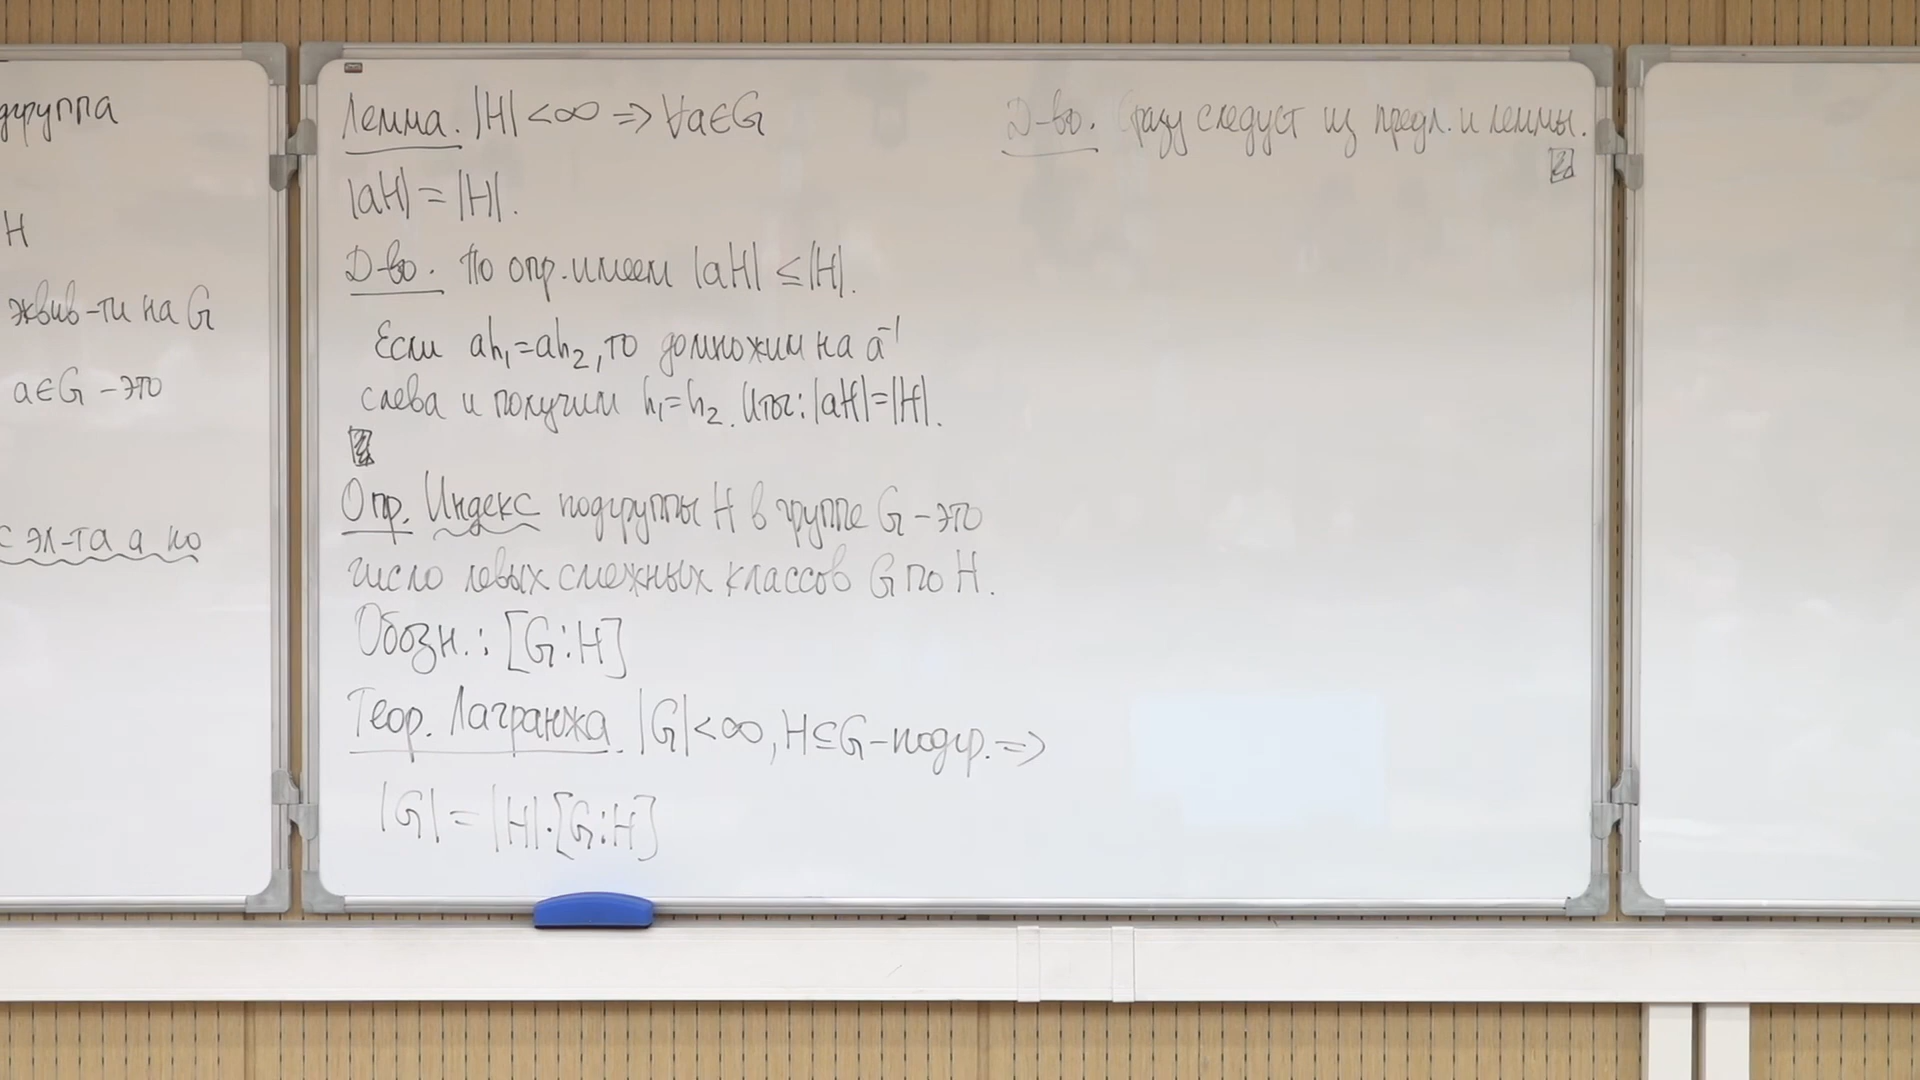 дгруппа
H
эквив-ти на G
a∈G – это
с эл-та a по
Лемма. |H| < ∞ ⇒ ∀a∈G
|aH| = |H|.
Д-во. По опр. имеем |aH| ≤ |H|.
Если ah₁=ah₂, то домножим на a⁻¹
слева и получим h₁=h₂. Итог: |aH|=|H|.
Опр. Индекс подгруппы H в группе G – это
число левых смежных классов G по H.
Обозн.: [G:H]
Теор. Лагранжа. |G|<∞, H⊆G – подгр. ⇒
|G| = |H|·[G:H]
Д-во. Сразу следует из предл. и леммы.